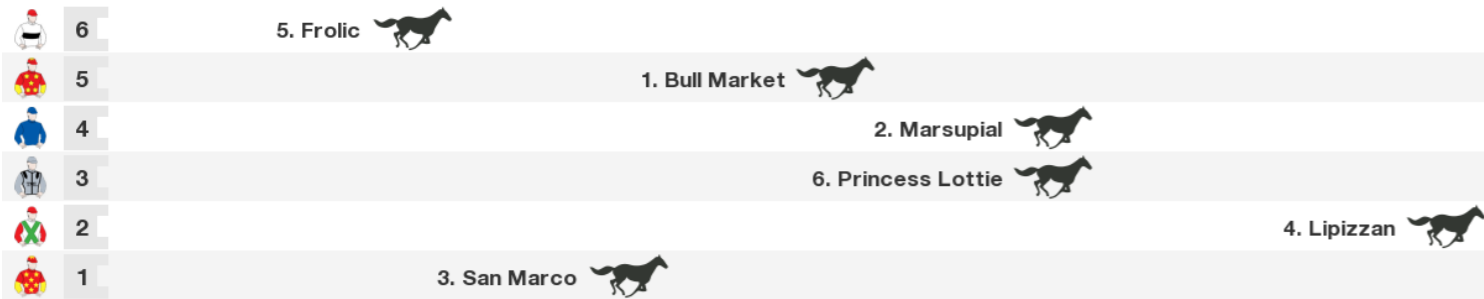 6 5. Frolic
5 1. Bull Market
4 2. Marsupial
3 6. Princess Lottie
2 4. Lipizzan
1 3. San Marco